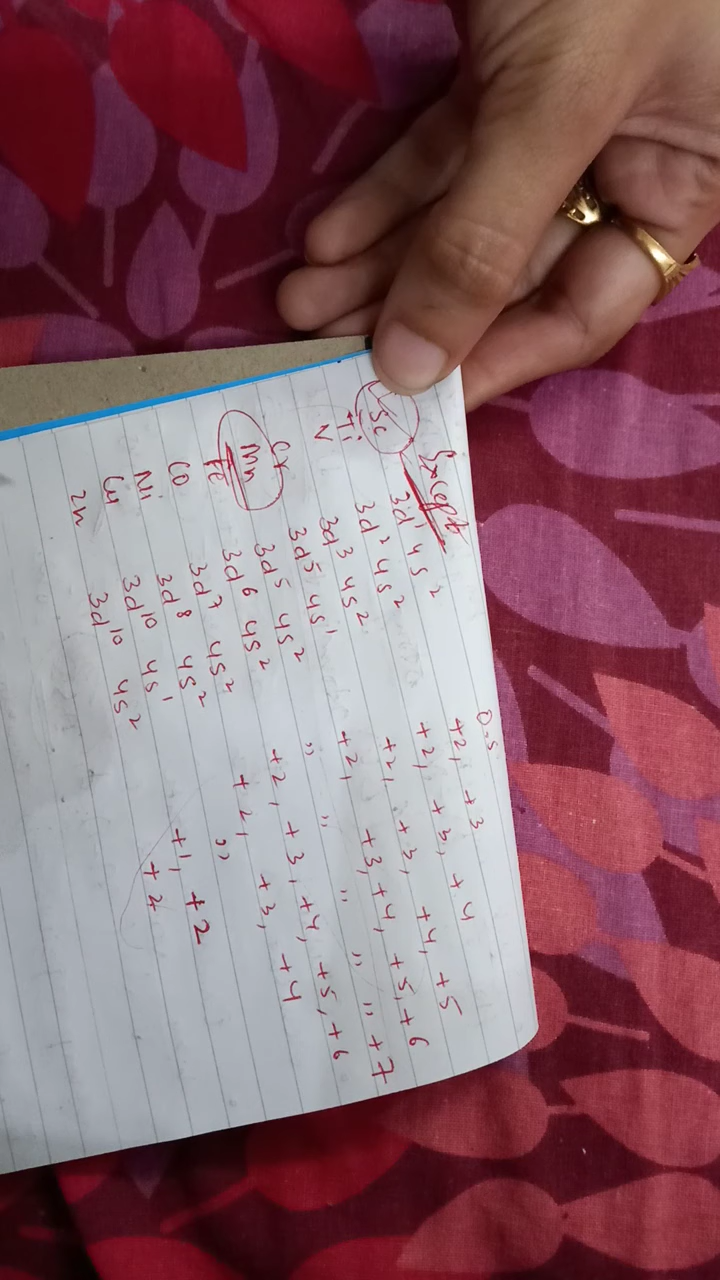 Except O.S
Sc 3d¹ 4s² +2, +3
Ti 3d² 4s² +2, +3, +4
V 3d³ 4s² +2, +3, +4, +5
Cr 3d⁵ 4s¹ +2, +3, +4, +5, +6
Mn 3d⁵ 4s² " " " " " +7
Fe 3d⁶ 4s² +2, +3, +4, +5, +6
Co 3d⁷ 4s² +2, +3, +4
Ni 3d⁸ 4s² "
Cu 3d¹⁰ 4s¹ +1, +2
Zn 3d¹⁰ 4s² +2